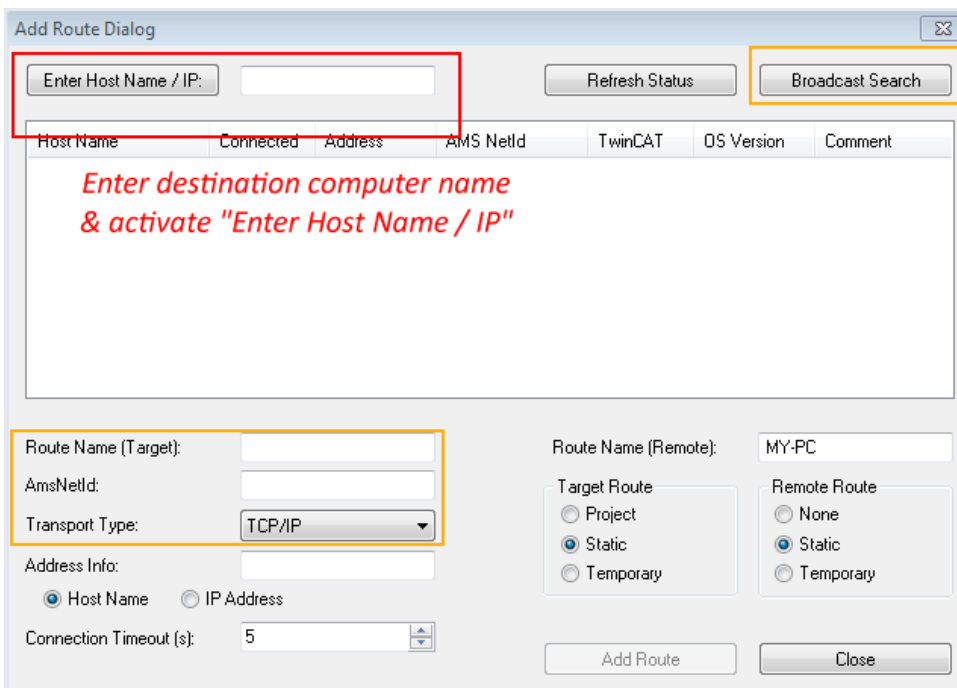 Add Route Dialog
Enter Host Name / IP: Refresh Status Broadcast Search
Host Name Connected Address AMS NetId TwinCAT OS Version Comment
Enter destination computer name
& activate "Enter Host Name / IP"
Route Name (Target): Route Name (Remote): MY-PC
AmsNetId: Target Route Remote Route
Transport Type: TCP/IP Project None
Address Info: Static Static
Host Name IP Address Temporary Temporary
Connection Timeout (s): 5
Add Route Close